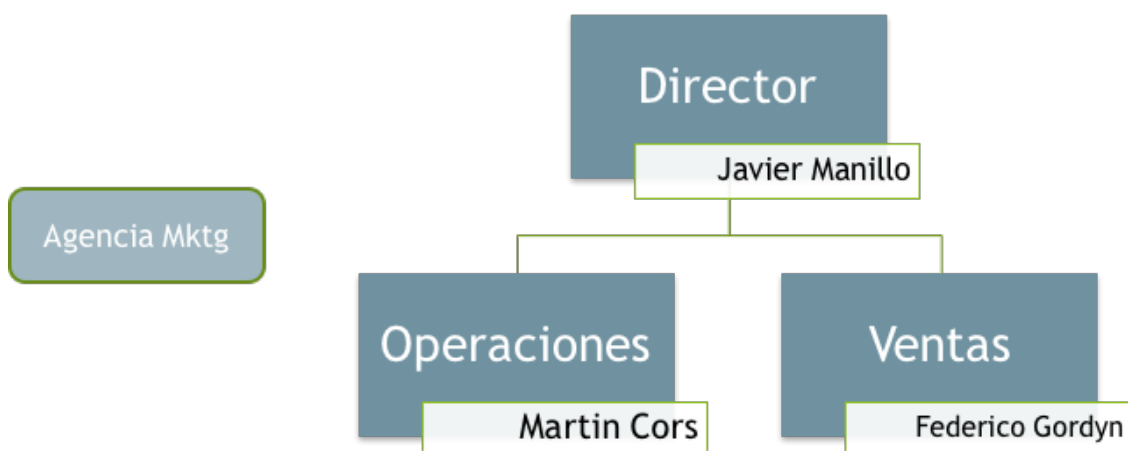 Director
Javier Manillo
Agencia Mktg
Operaciones
Martin Cors
Ventas
Federico Gordyn